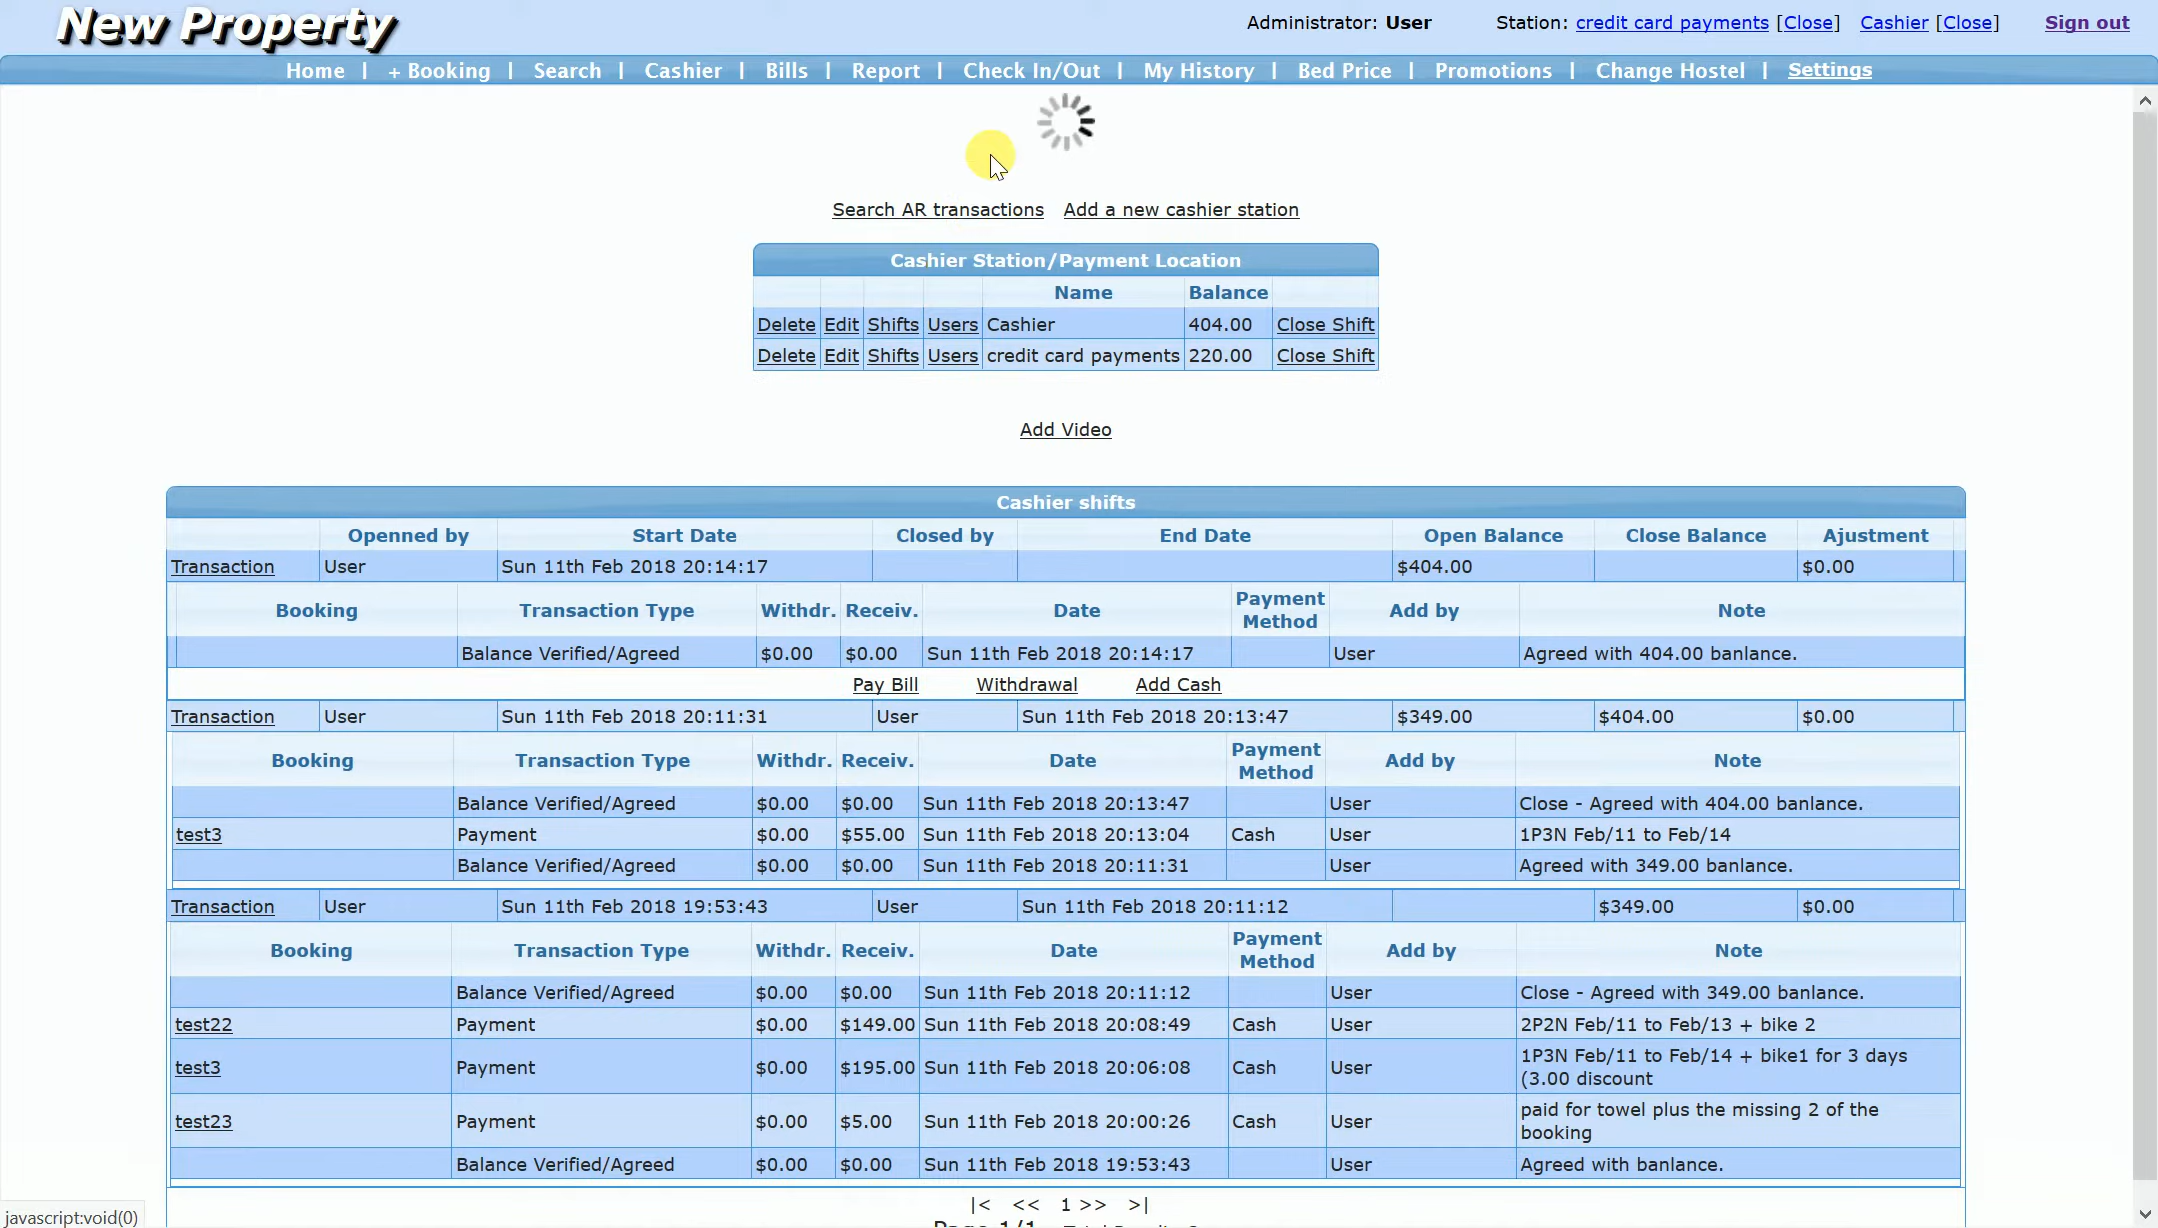 New Property
Administrator: User Station: credit card payments [Close] Cashier [Close] Sign out
Home | + Booking | Search | Cashier | Bills | Report | Check In/Out | My History | Bed Price | Promotions | Change Hostel | Settings
Search AR transactions Add a new cashier station
Cashier Station/Payment Location
Name Balance
Delete Edit Shifts Users Cashier 404.00 Close Shift
Delete Edit Shifts Users credit card payments 220.00 Close Shift
Add Video
Cashier shifts
Openned by Start Date Closed by End Date Open Balance Close Balance Ajustment
Transaction User Sun 11th Feb 2018 20:14:17 $404.00 $0.00
Booking Transaction Type Withdr. Receiv. Date Payment Method Add by Note
Balance Verified/Agreed $0.00 $0.00 Sun 11th Feb 2018 20:14:17 User Agreed with 404.00 banlance.
Pay Bill Withdrawal Add Cash
Transaction User Sun 11th Feb 2018 20:11:31 User Sun 11th Feb 2018 20:13:47 $349.00 $404.00 $0.00
Booking Transaction Type Withdr. Receiv. Date Payment Method Add by Note
Balance Verified/Agreed $0.00 $0.00 Sun 11th Feb 2018 20:13:47 User Close - Agreed with 404.00 banlance.
test3 Payment $0.00 $55.00 Sun 11th Feb 2018 20:13:04 Cash User 1P3N Feb/11 to Feb/14
Balance Verified/Agreed $0.00 $0.00 Sun 11th Feb 2018 20:11:31 User Agreed with 349.00 banlance.
Transaction User Sun 11th Feb 2018 19:53:43 User Sun 11th Feb 2018 20:11:12 $349.00 $0.00
Booking Transaction Type Withdr. Receiv. Date Payment Method Add by Note
Balance Verified/Agreed $0.00 $0.00 Sun 11th Feb 2018 20:11:12 User Close - Agreed with 349.00 banlance.
test22 Payment $0.00 $149.00 Sun 11th Feb 2018 20:08:49 Cash User 2P2N Feb/11 to Feb/13 + bike 2
test3 Payment $0.00 $195.00 Sun 11th Feb 2018 20:06:08 Cash User 1P3N Feb/11 to Feb/14 + bike1 for 3 days
(3.00 discount
test23 Payment $0.00 $5.00 Sun 11th Feb 2018 20:00:26 Cash User paid for towel plus the missing 2 of the
booking
Balance Verified/Agreed $0.00 $0.00 Sun 11th Feb 2018 19:53:43 User Agreed with banlance.
|< << 1 >> >|
Page 1/1
javascript:void(0)